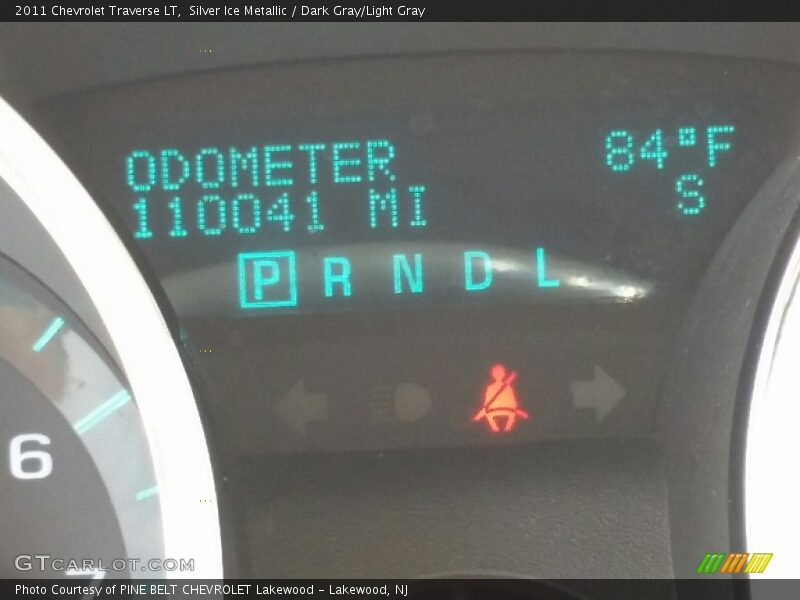 2011 Chevrolet Traverse LT, Silver Ice Metallic / Dark Gray/Light Gray
ODOMETER 84°F
110041 MI S
P R N D L
6
7
GTCARLOT.COM
Photo Courtesy of PINE BELT CHEVROLET Lakewood - Lakewood, NJ